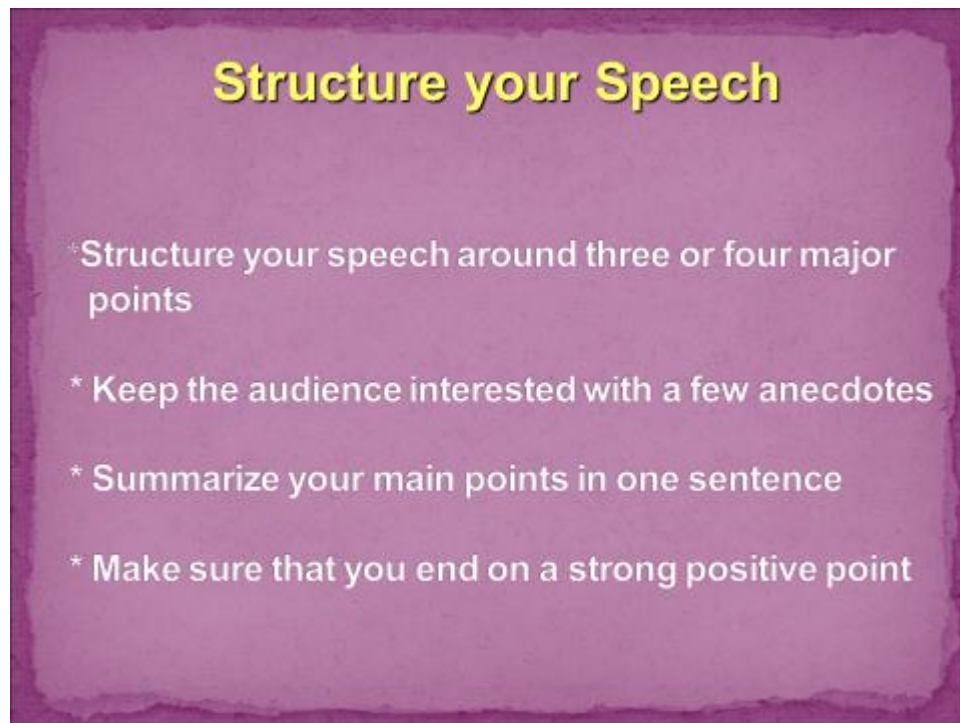 Structure your Speech
*Structure your speech around three or four major
points
* Keep the audience interested with a few anecdotes
* Summarize your main points in one sentence
* Make sure that you end on a strong positive point